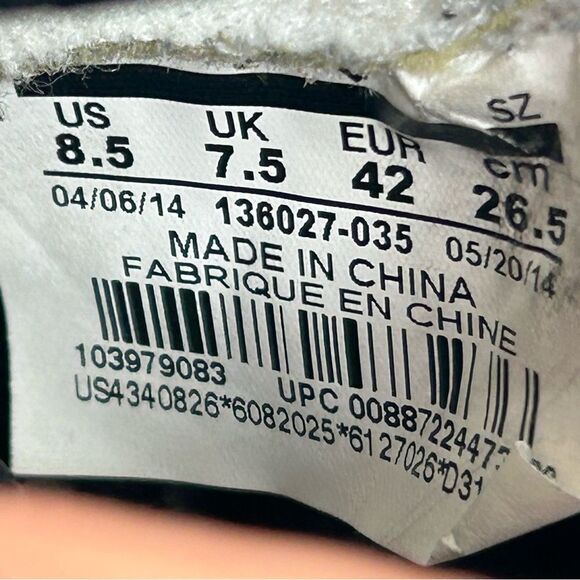 SZ
US UK EUR cm
8.5 7.5 42 26.5
04/06/14 136027-035 05/20/14
MADE IN CHINA
FABRIQUE EN CHINE
103979083 UPC
US4340826*6082025*6127026*D31